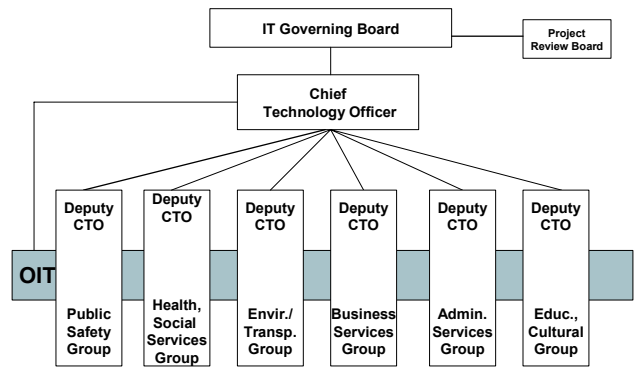 IT Governing Board
Project
Review Board
Chief
Technology Officer
Deputy
CTO
Deputy
CTO
Deputy
CTO
Deputy
CTO
Deputy
CTO
Deputy
CTO
OIT
Public
Safety
Group
Health,
Social
Services
Group
Envir./
Transp.
Group
Business
Services
Group
Admin.
Services
Group
Educ.,
Cultural
Group